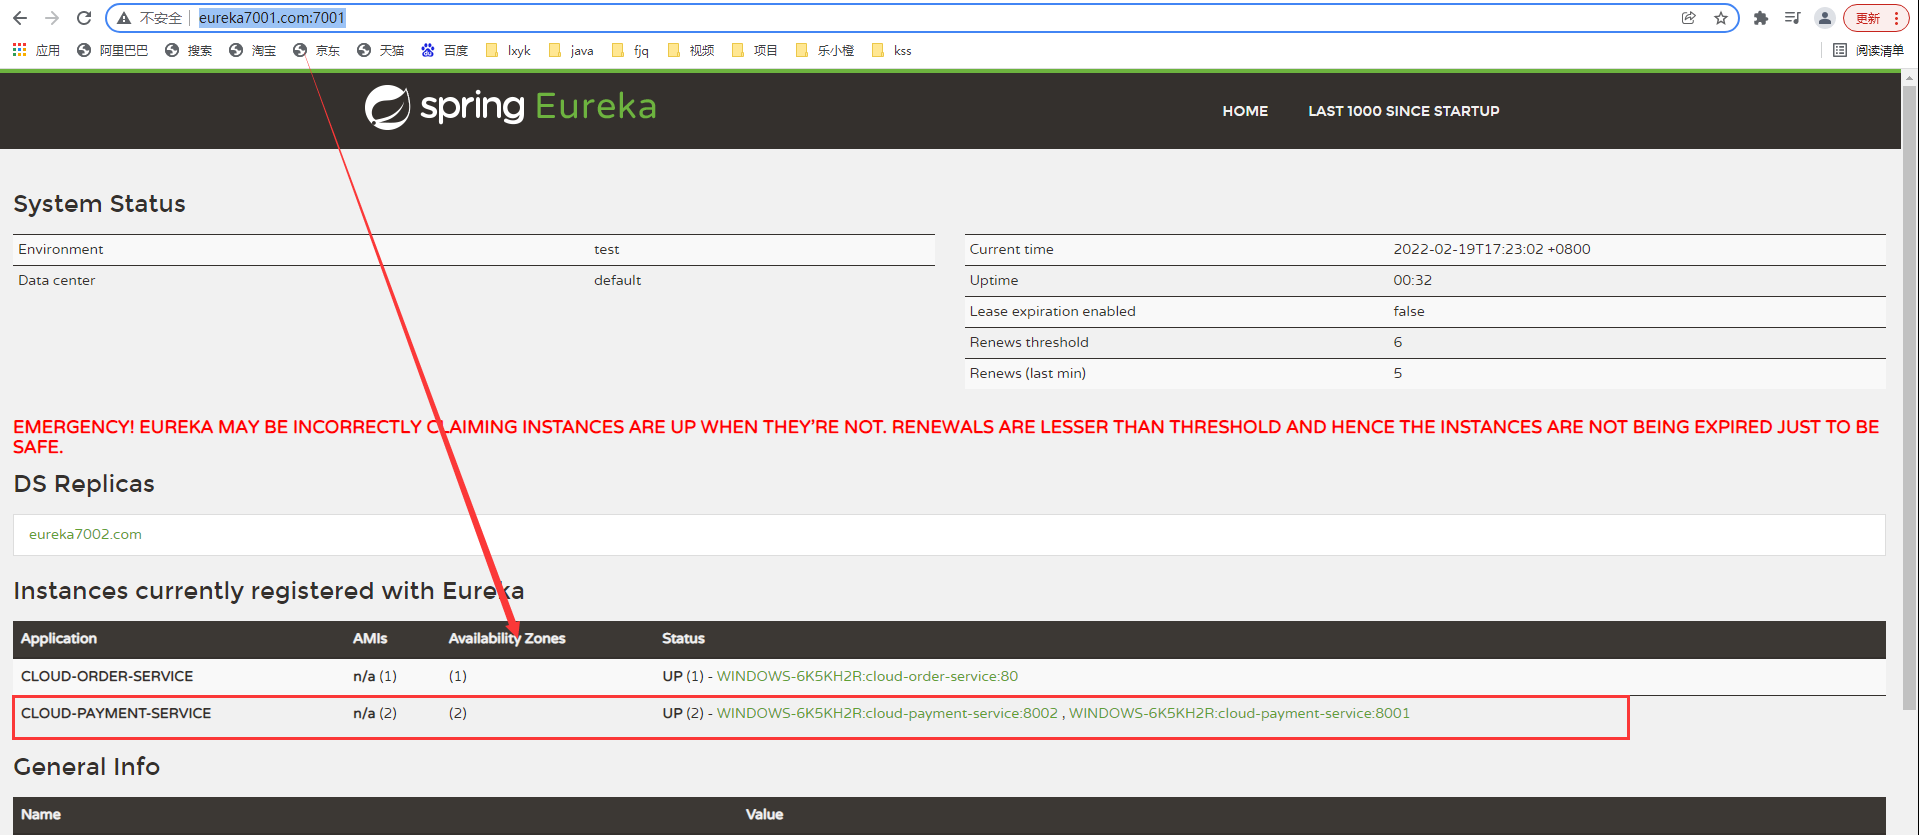 不安全 eureka7001.com:7001 更新
应用 阿里巴巴 搜索 淘宝 京东 天猫 百度 lxyk java fjq 视频 项目 乐小橙 kss 阅读清单
spring Eureka HOME LAST 1000 SINCE STARTUP
System Status
Environment test Current time 2022-02-19T17:23:02 +0800
Data center default Uptime 00:32
Lease expiration enabled false
Renews threshold 6
Renews (last min) 5
EMERGENCY! EUREKA MAY BE INCORRECTLY CLAIMING INSTANCES ARE UP WHEN THEY'RE NOT. RENEWALS ARE LESSER THAN THRESHOLD AND HENCE THE INSTANCES ARE NOT BEING EXPIRED JUST TO BE
SAFE.
DS Replicas
eureka7002.com
Instances currently registered with Eureka
Application AMIs Availability Zones Status
CLOUD-ORDER-SERVICE n/a (1) (1) UP (1) - WINDOWS-6K5KH2R:cloud-order-service:80
CLOUD-PAYMENT-SERVICE n/a (2) (2) UP (2) - WINDOWS-6K5KH2R:cloud-payment-service:8002 , WINDOWS-6K5KH2R:cloud-payment-service:8001
General Info
Name Value